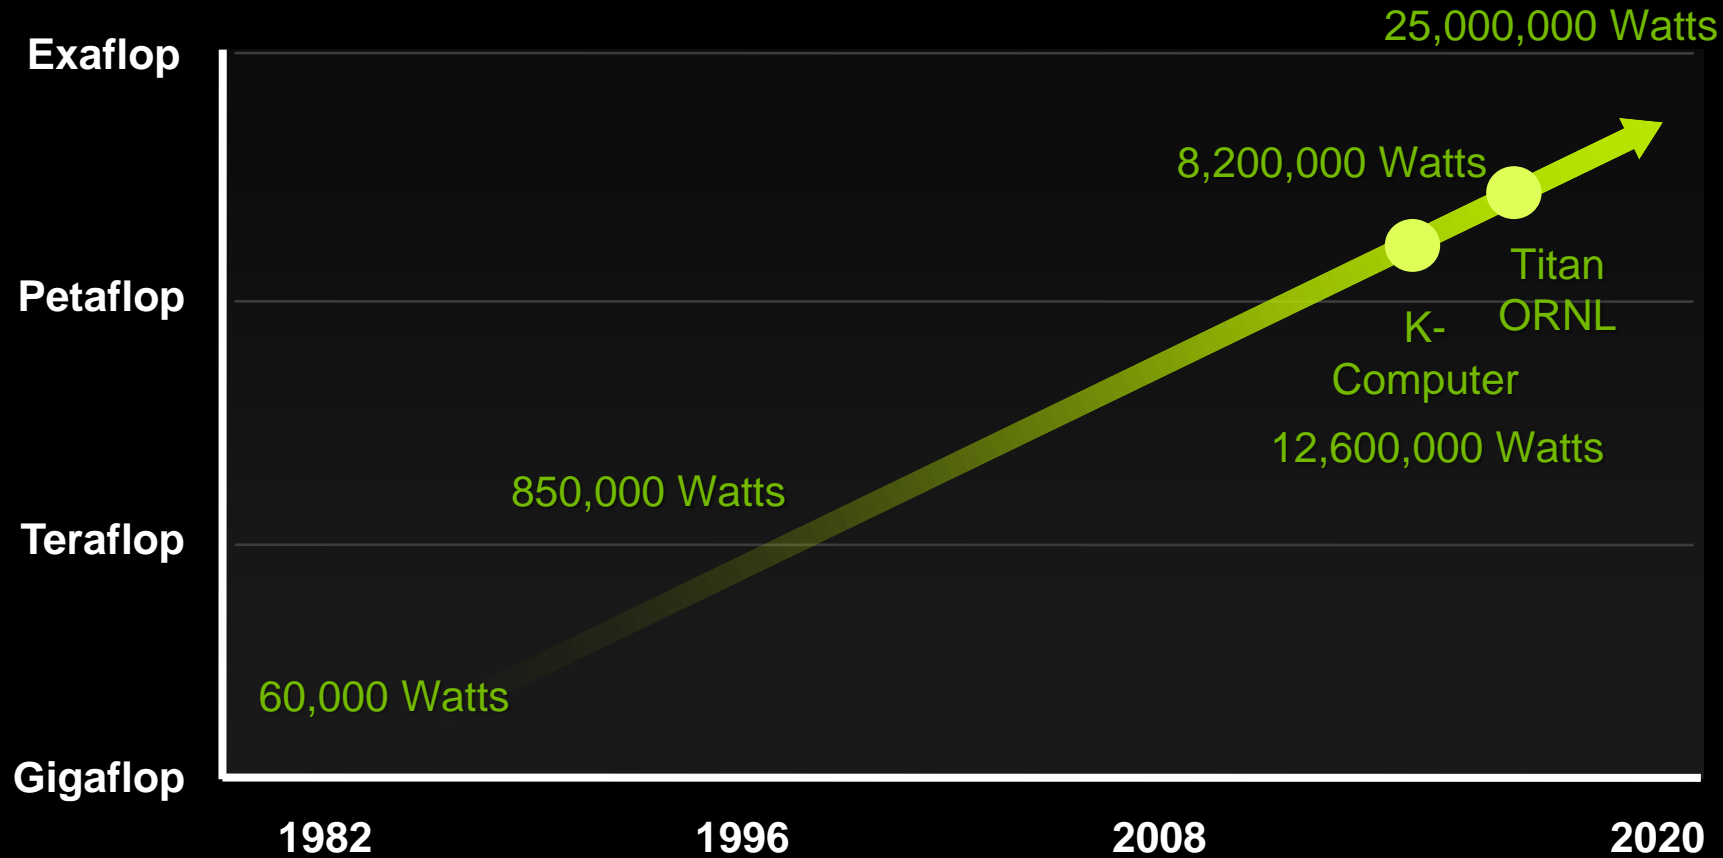 25,000,000 Watts
Exaflop
8,200,000 Watts
Titan
ORNL
Petaflop
K-
Computer
12,600,000 Watts
850,000 Watts
Teraflop
60,000 Watts
Gigaflop
1982
1996
2008
2020